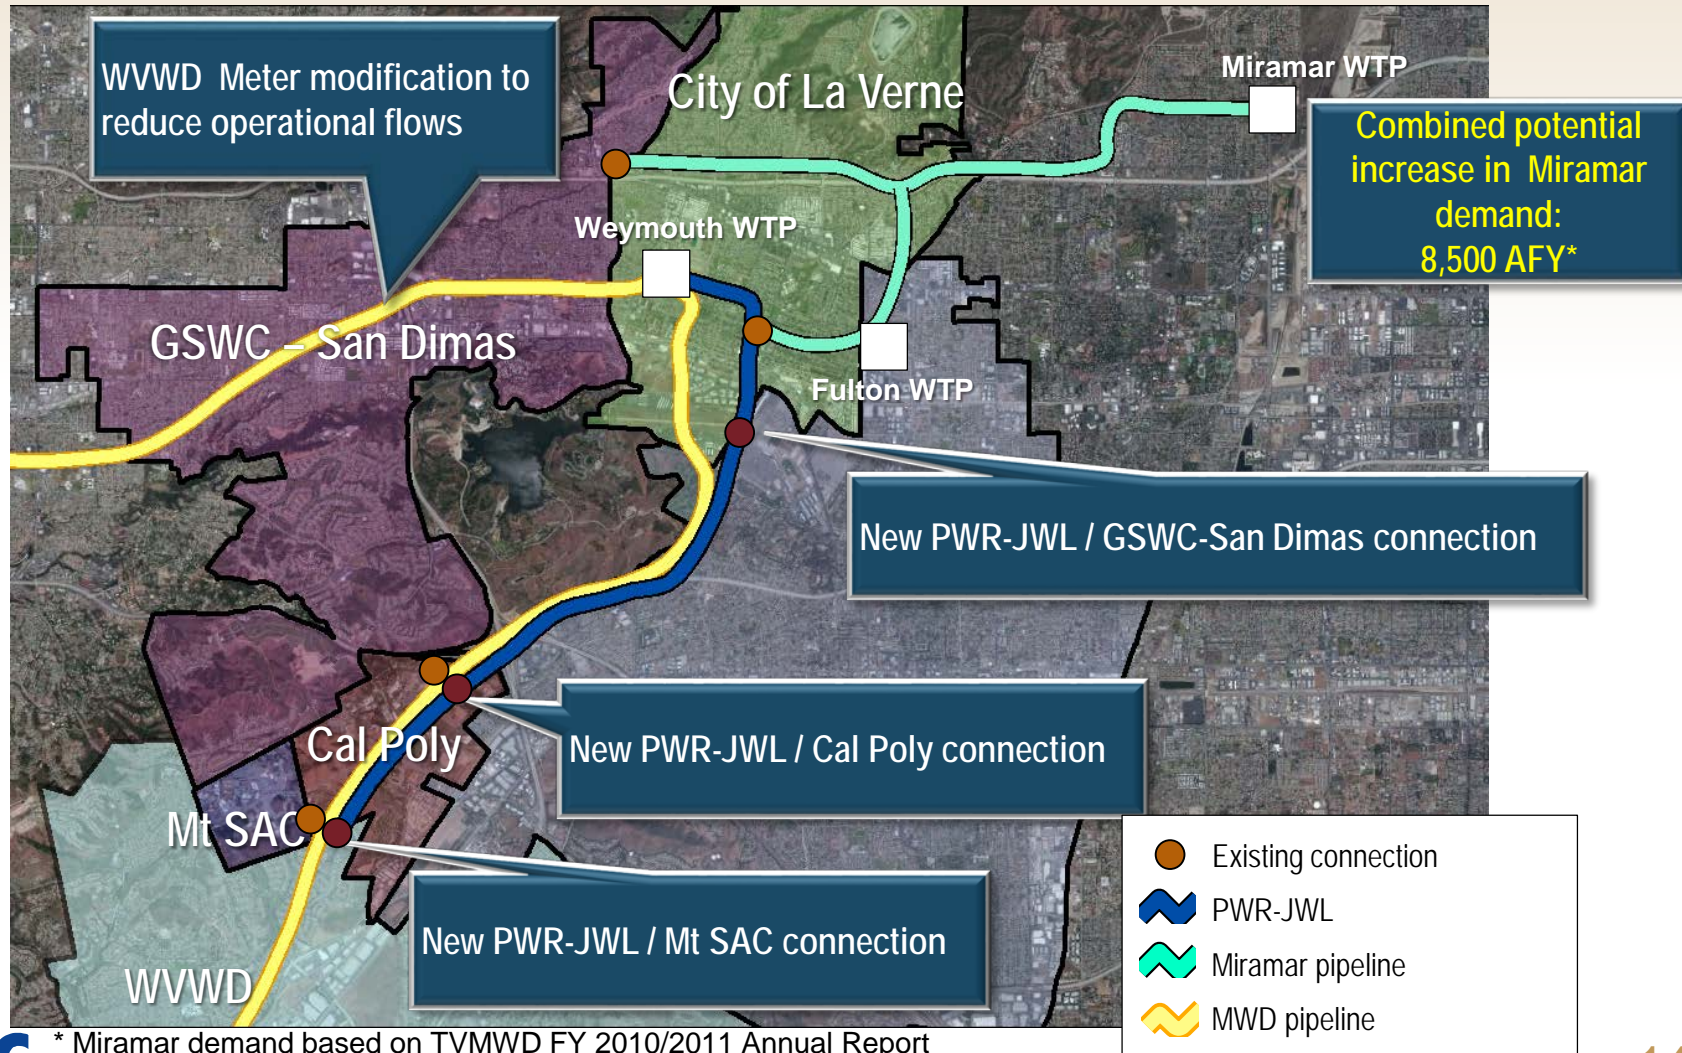 WVWD Meter modification to
reduce operational flows
City of La Verne
Miramar WTP
Combined potential
increase in Miramar
demand:
8,500 AFY*
Weymouth WTP
GSWC – San Dimas
Fulton WTP
New PWR-JWL / GSWC-San Dimas connection
Cal Poly
New PWR-JWL / Cal Poly connection
Mt SAC
New PWR-JWL / Mt SAC connection
WVWD
Existing connection
PWR-JWL
Miramar pipeline
MWD pipeline
* Miramar demand based on TVMWD FY 2010/2011 Annual Report